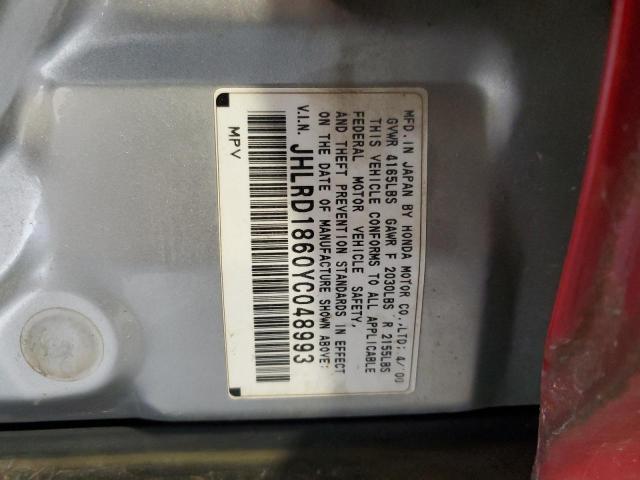 MFD. IN JAPAN BY HONDA MOTOR CO., LTD; 4/'00
GVWR 4165LBS GAWR F 2030LBS R 2155LBS
THIS VEHICLE CONFORMS TO ALL APPLICABLE
FEDERAL MOTOR VEHICLE SAFETY,
AND THEFT PREVENTION STANDARDS IN EFFECT
ON THE DATE OF MANUFACTURE SHOWN ABOVE:
V.I.N. JHLRD1860YC048993
MPV